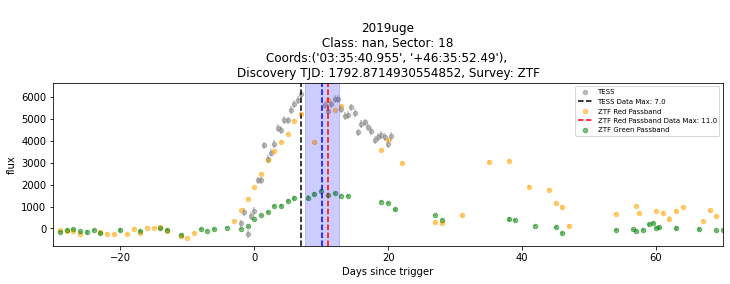 2019uge
Class: nan, Sector: 18
Coords:('03:35:40.955', '+46:35:52.49'),
Discovery TJD: 1792.8714930554852, Survey: ZTF
TESS
TESS Data Max: 7.0
ZTF Red Passband
ZTF Red Passband Data Max: 11.0
ZTF Green Passband
flux
6000
5000
4000
3000
2000
1000
0
−20
0
20
40
60
Days since trigger